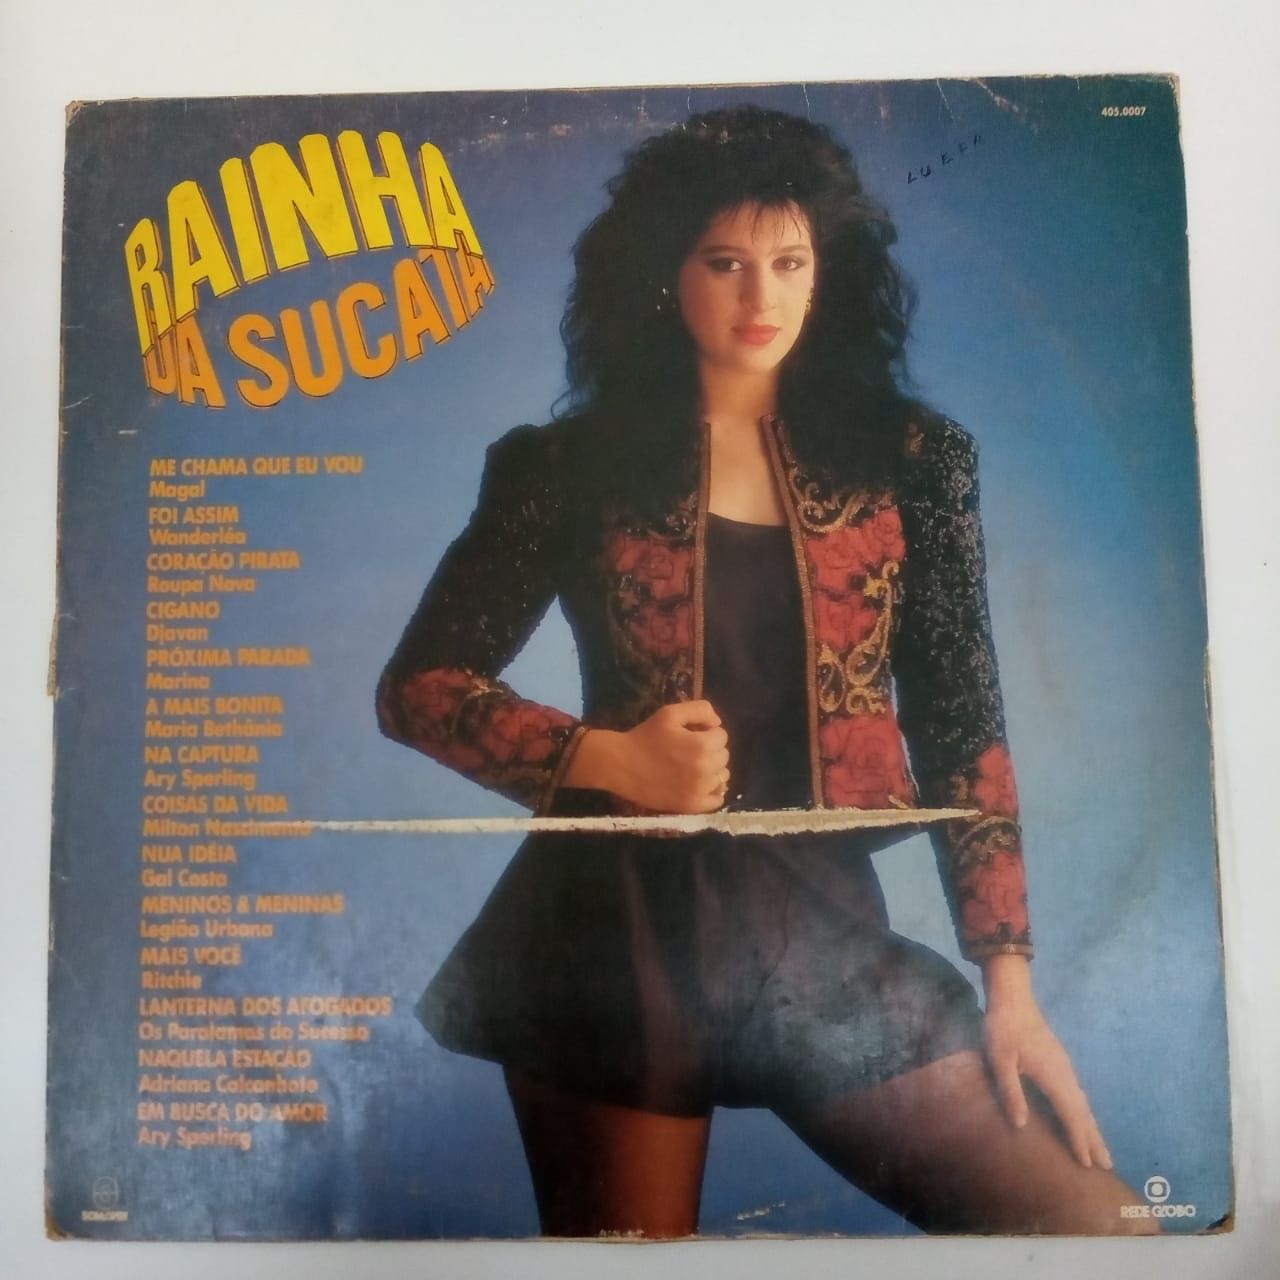 405.0007
LUEFA
RAINHA
DA SUCATA
ME CHAMA QUE EU VOU
Magal
FOI ASSIM
Wanderléa
CORAÇÃO PIRATA
Roupa Nova
CIGANO
Djavan
PRÓXIMA PARADA
Marina
A MAIS BONITA
Maria Bethânia
NA CAPTURA
Ary Sperling
COISAS DA VIDA
Milton Nascimento
NUA IDÉIA
Gal Costa
MENINOS & MENINAS
Legião Urbana
MAIS VOCÊ
Ritchie
LANTERNA DOS AFOGADOS
Os Paralamas do Sucesso
NAQUELA ESTAÇÃO
Adriana Calcanhoto
EM BUSCA DO AMOR
Ary Sperling
SOM LIVRE
REDE GLOBO